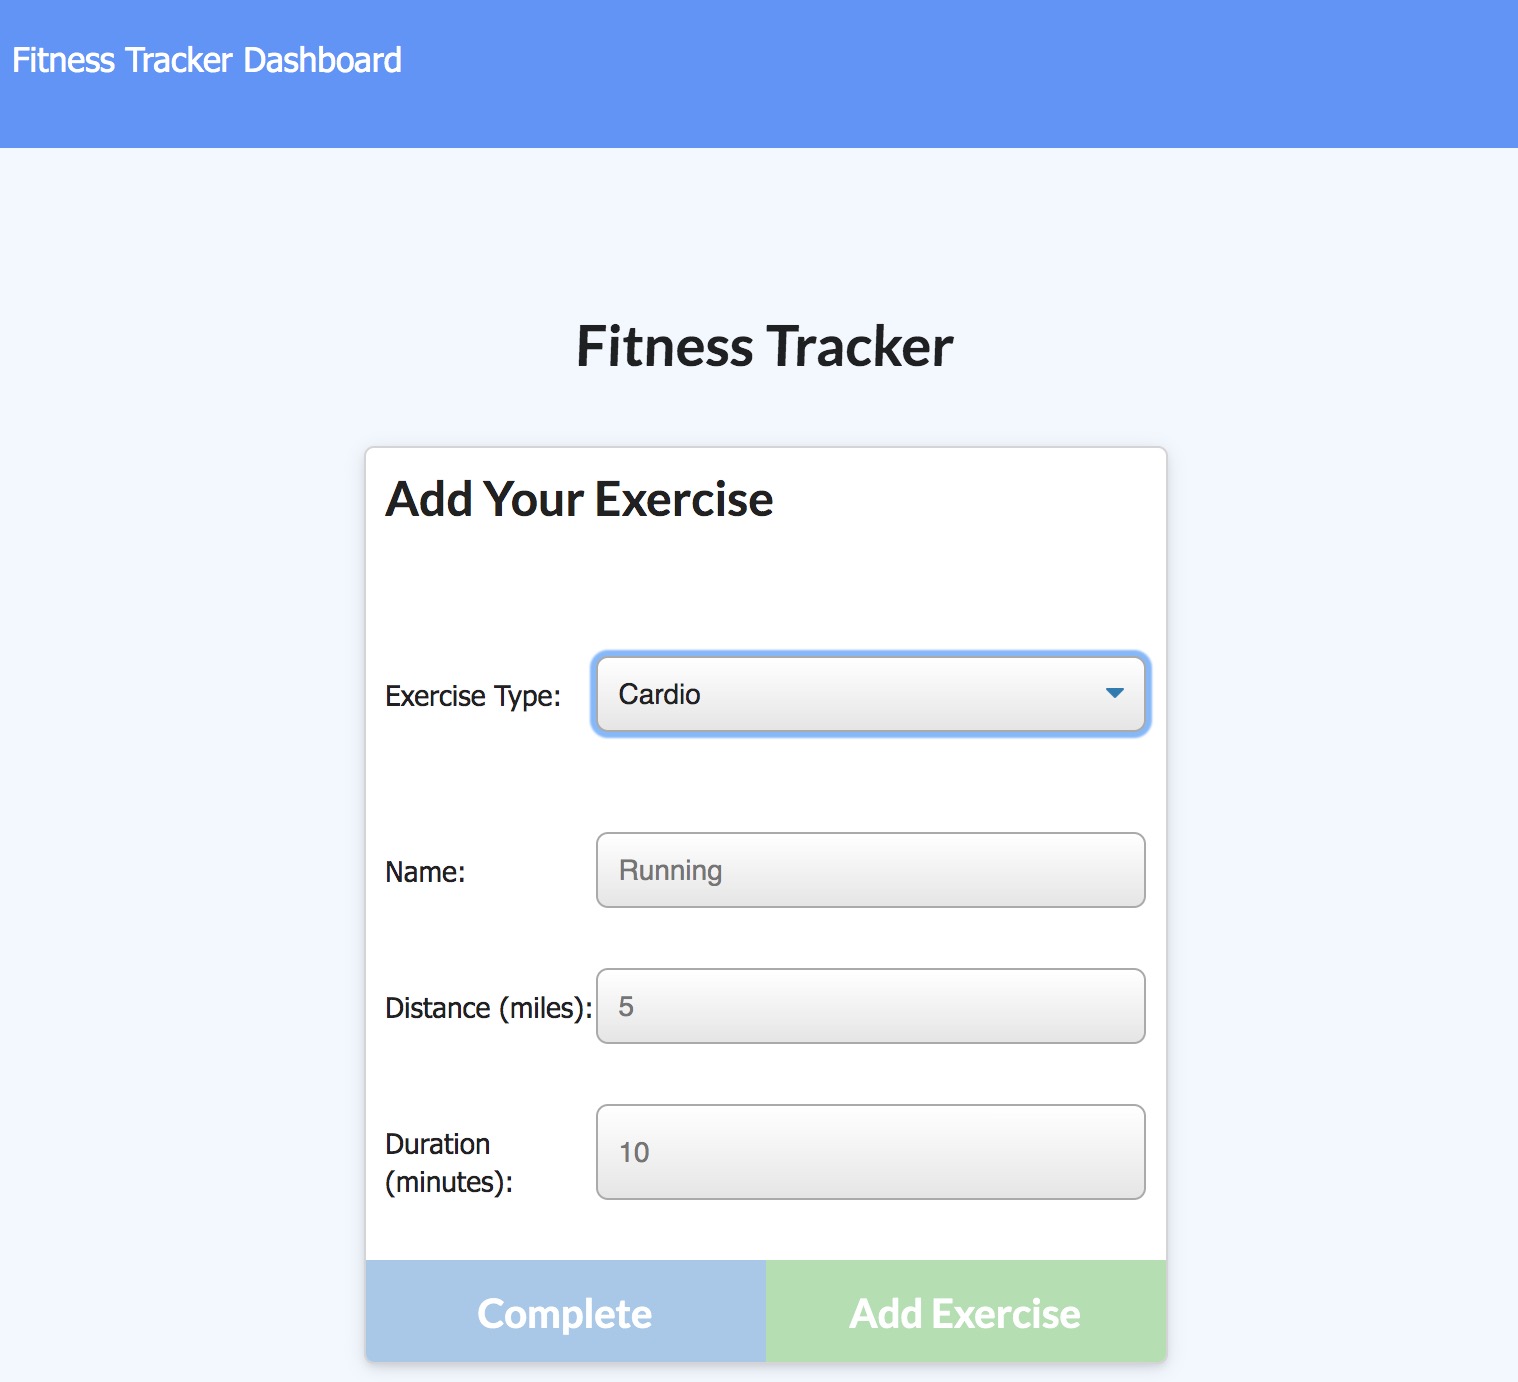 Fitness Tracker Dashboard
Fitness Tracker
Add Your Exercise
Exercise Type: Cardio
Name: Running
Distance (miles): 5
Duration
(minutes): 10
Complete Add Exercise